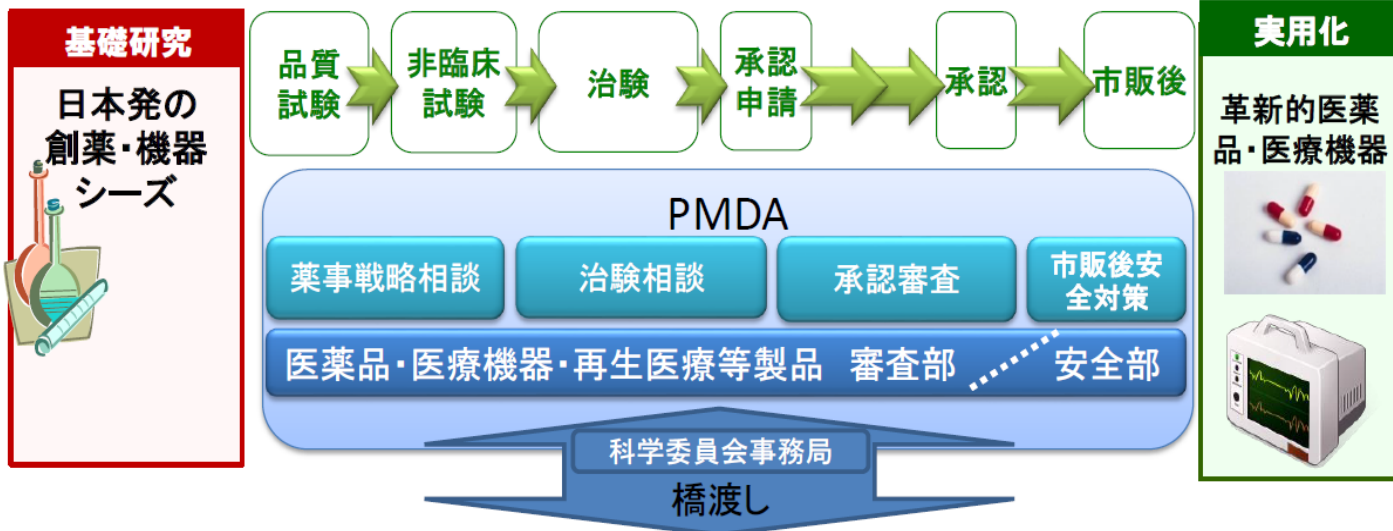 基礎研究
日本発の
創薬・機器
シーズ
品質
試験
非臨床
試験
治験
承認
申請
承認
市販後
実用化
革新的医薬
品・医療機器
PMDA
薬事戦略相談
治験相談
承認審査
市販後安
全対策
医薬品・医療機器・再生医療等製品 審査部
安全部
科学委員会事務局
橋渡し